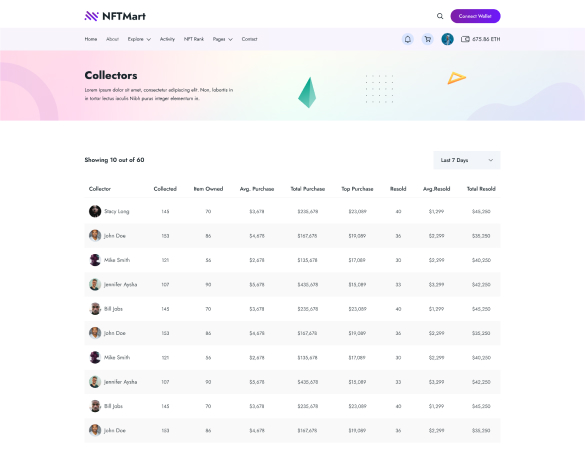 NFTMart
Connect Wallet
Home About Explore Activity NFT Rank Pages Contact 675.86 ETH
Collectors
Lorem ipsum dolor sit amet, consectetur adipiscing elit. Non, lobortis in
in tortor lectus iaculis Nibh purus integer elementum in.
Showing 10 out of 60
Last 7 Days
Collector Collected Item Owned Avg. Purchase Total Purchase Top Purchase Resold Avg.Resold Total Resold
Stacy Long 145 70 $3,678 $235,678 $23,089 40 $1,299 $45,250
John Doe 153 86 $4,678 $167,678 $19,089 36 $2,299 $35,250
Mike Smith 121 56 $2,678 $135,678 $17,089 30 $2,299 $40,250
Jennifer Aysha 107 90 $5,678 $435,678 $15,089 33 $3,299 $42,250
Bill Jobs 145 70 $3,678 $235,678 $23,089 40 $1,299 $45,250
John Doe 153 86 $4,678 $167,678 $19,089 36 $2,299 $35,250
Mike Smith 121 56 $2,678 $135,678 $17,089 30 $2,299 $40,250
Jennifer Aysha 107 90 $5,678 $435,678 $15,089 33 $3,299 $42,250
Bill Jobs 145 70 $3,678 $235,678 $23,089 40 $1,299 $45,250
John Doe 153 86 $4,678 $167,678 $19,089 36 $2,299 $35,250